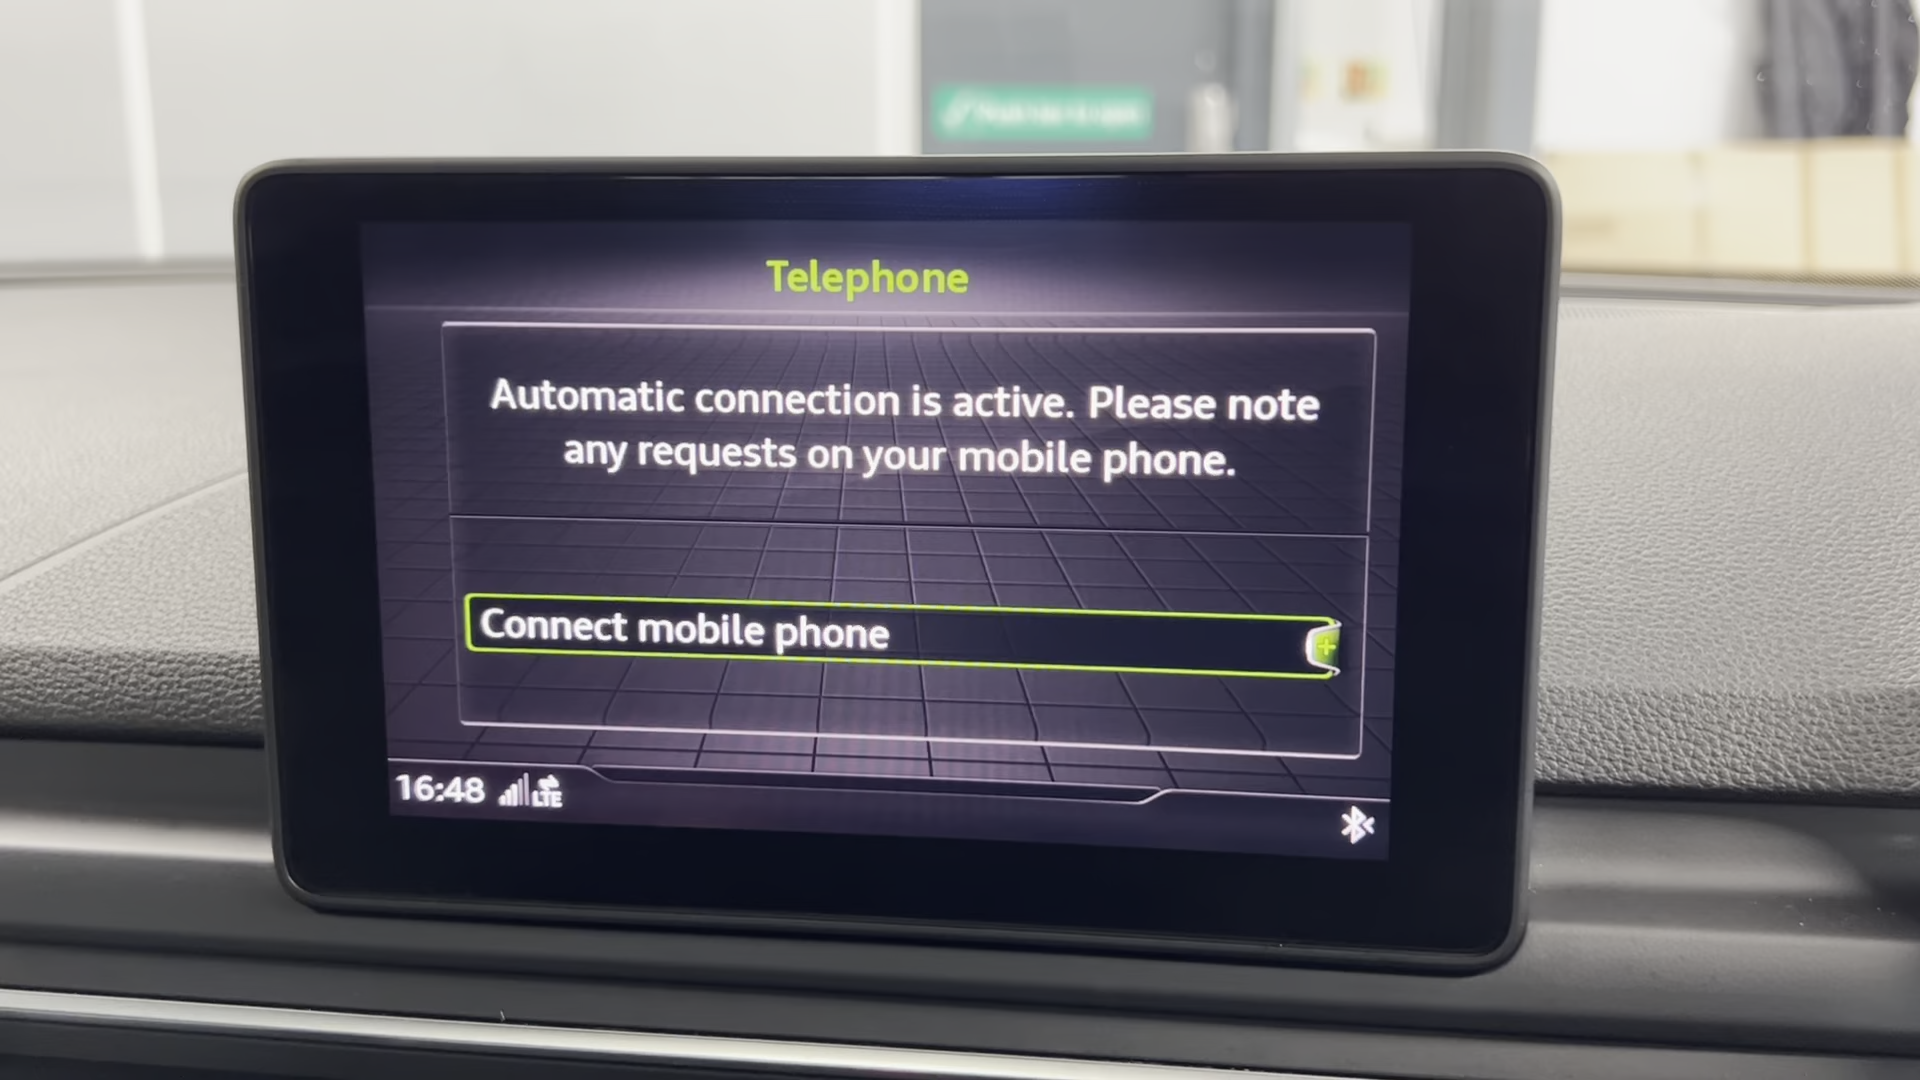 Telephone
Automatic connection is active. Please note
any requests on your mobile phone.
Connect mobile phone
16:48 LTE